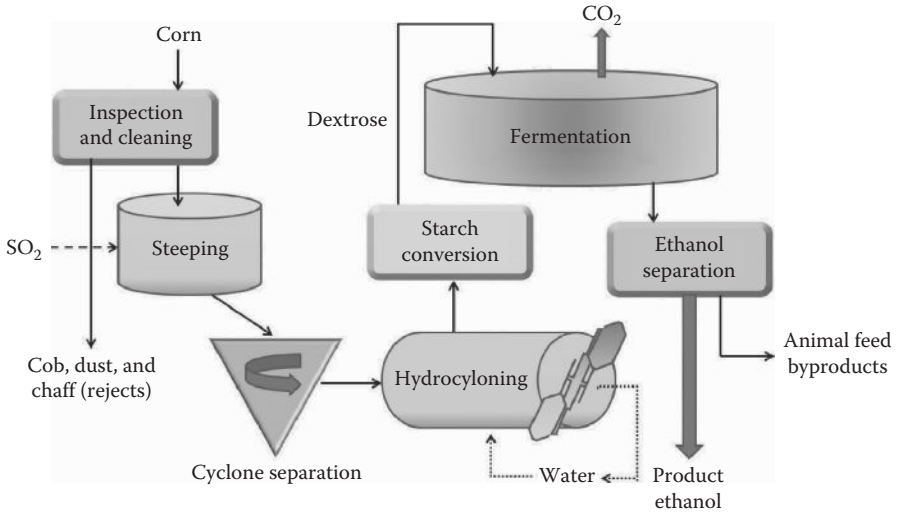 Corn
Inspection
and cleaning
SO2
Steeping
Cob, dust, and
chaff (rejects)
Cyclone separation
Hydrocyloning
Water
Starch
conversion
Dextrose
CO2
Fermentation
Ethanol
separation
Animal feed
byproducts
Product
ethanol